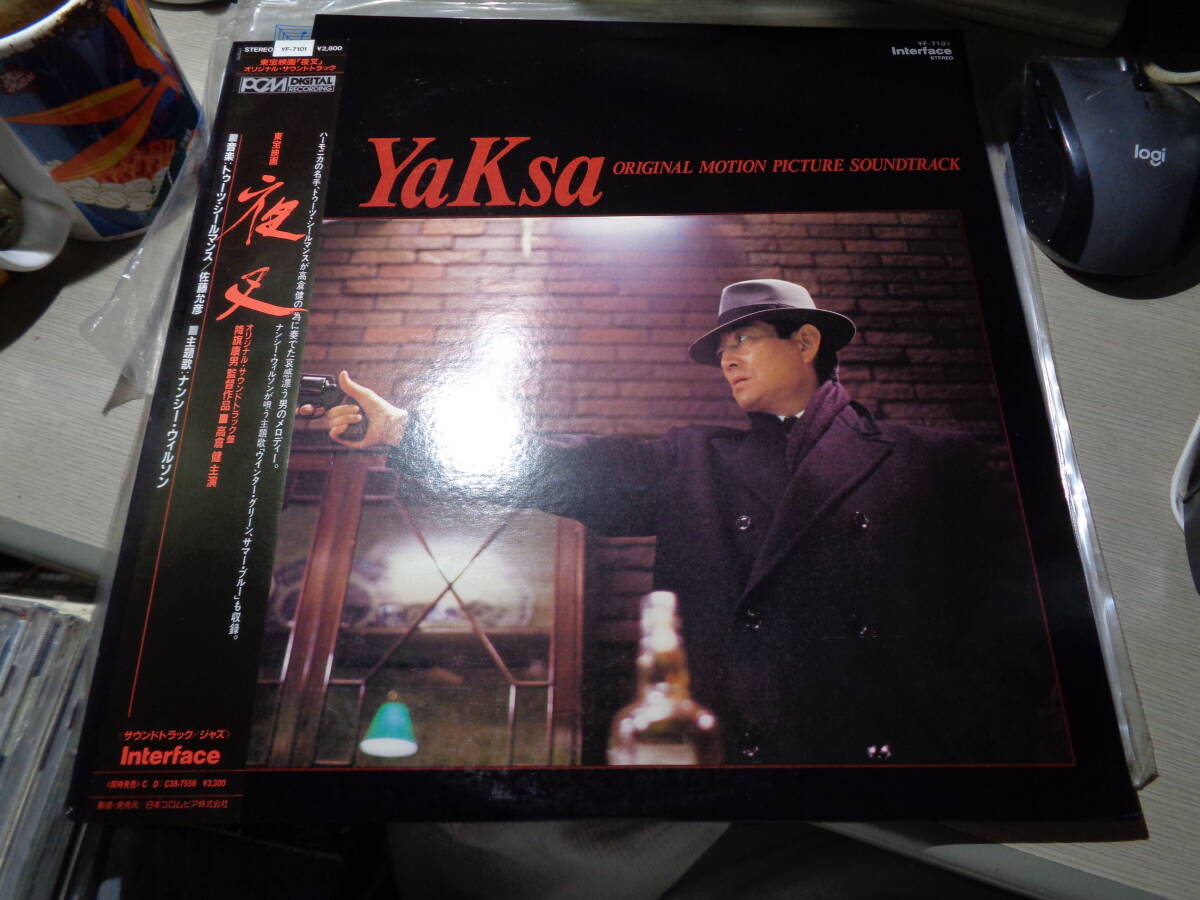 STEREO YF-7101 ¥2,800
東宝映画「夜叉」
オリジナル・サウンドトラック
PCM DIGITAL
RECORDING
ハーモニカの名手、トゥーツ・シールマンスが高倉健の為に奏でた哀感漂う男のメロディー。
ナンシー・ウィルソンが唄う主題歌「ウインター・グリーン、サマー・ブルー」も収録。
東宝映画
夜叉
オリジナル・サウンドトラック盤
降旗康男監督作品■高倉健主演
■音楽:トゥーツ・シールマンス/佐藤允彦
■主題歌:ナンシー・ウィルソン
〈サウンドトラック/ジャズ〉
Interface
〈同時発売〉CD C38-7556 ¥3,200
製造・発売元/日本コロムビア株式会社
YF-7101
Interface
STEREO
YaKsa ORIGINAL MOTION PICTURE SOUNDTRACK
logi